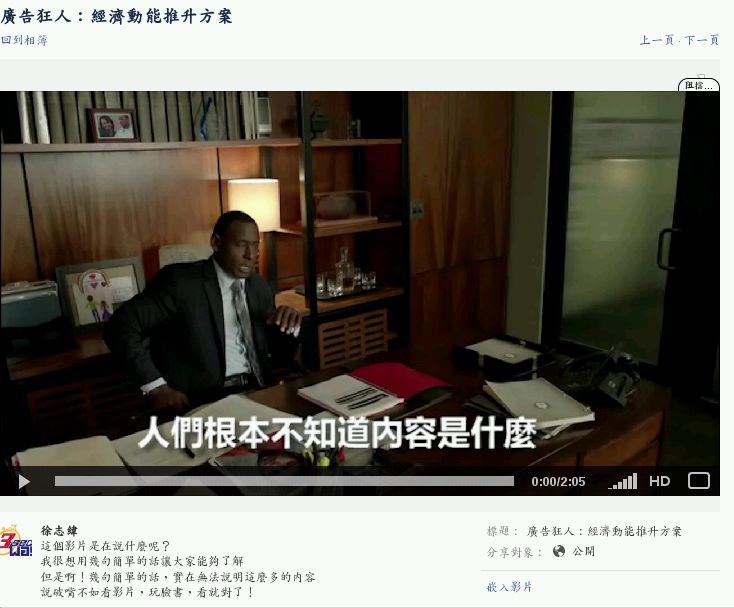 廣告狂人：經濟動能推升方案
回到相簿
上一頁 · 下一頁
人們根本不知道內容是什麼
0:00/2:05
HD
徐志緯
這個影片是在說什麼呢？
我很想用幾句簡單的話讓大家能夠了解
但是啊！幾句簡單的話，實在無法說明這麼多的內容
說破嘴不如看影片，玩臉書，看就對了！
標題： 廣告狂人：經濟動能推升方案
分享對象： 公開
嵌入影片